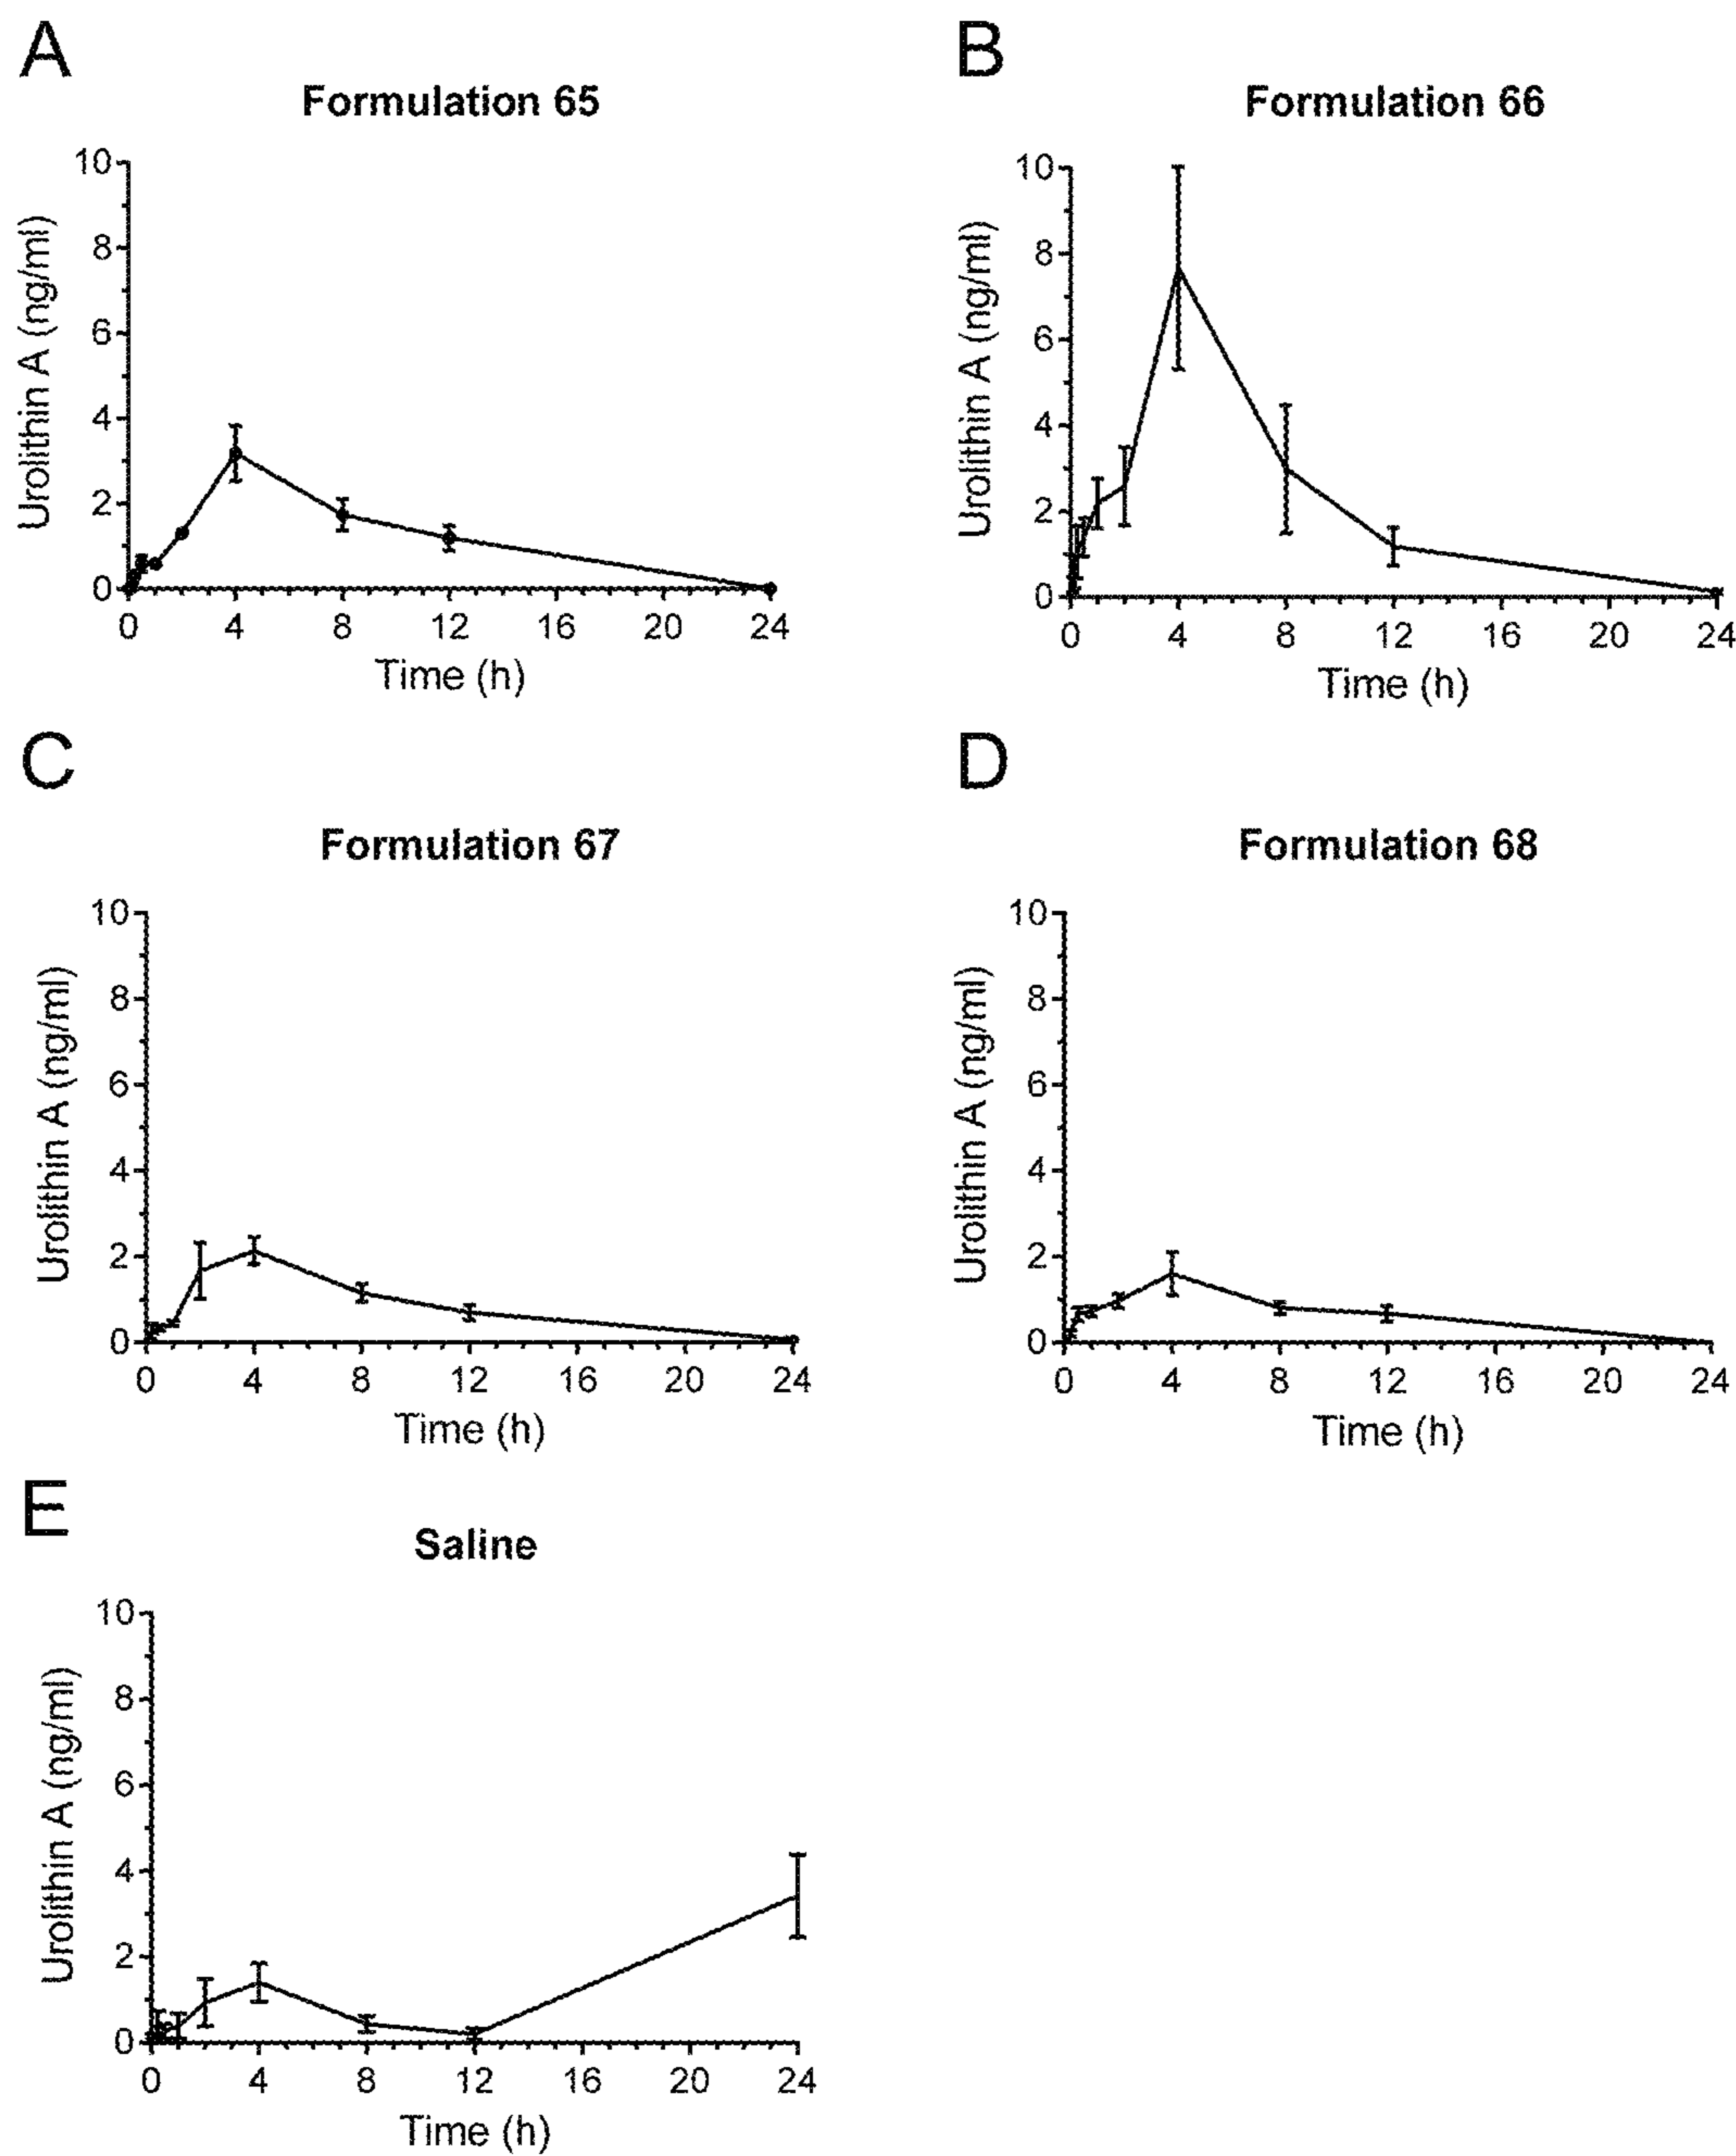 A
Formulation 65
Urolithin A (ng/ml)
10
8
6
4
2
0
0 4 8 12 16 20 24
Time (h)
B
Formulation 66
Urolithin A (ng/ml)
10
8
6
4
2
0
0 4 8 12 16 20 24
Time (h)
C
Formulation 67
Urolithin A (ng/ml)
10
8
6
4
2
0
0 4 8 12 16 20 24
Time (h)
D
Formulation 68
Urolithin A (ng/ml)
10
8
6
4
2
0
0 4 8 12 16 20 24
Time (h)
E
Saline
Urolithin A (ng/ml)
10
8
6
4
2
0
0 4 8 12 16 20 24
Time (h)